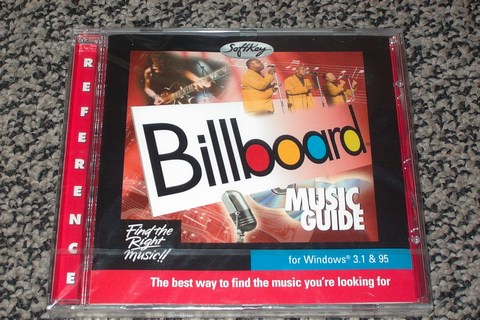 SoftKey
REFERENCE
Billboard
MUSIC
GUIDE
Find the
Right
Music!!
for Windows® 3.1 & 95
The best way to find the music you're looking for